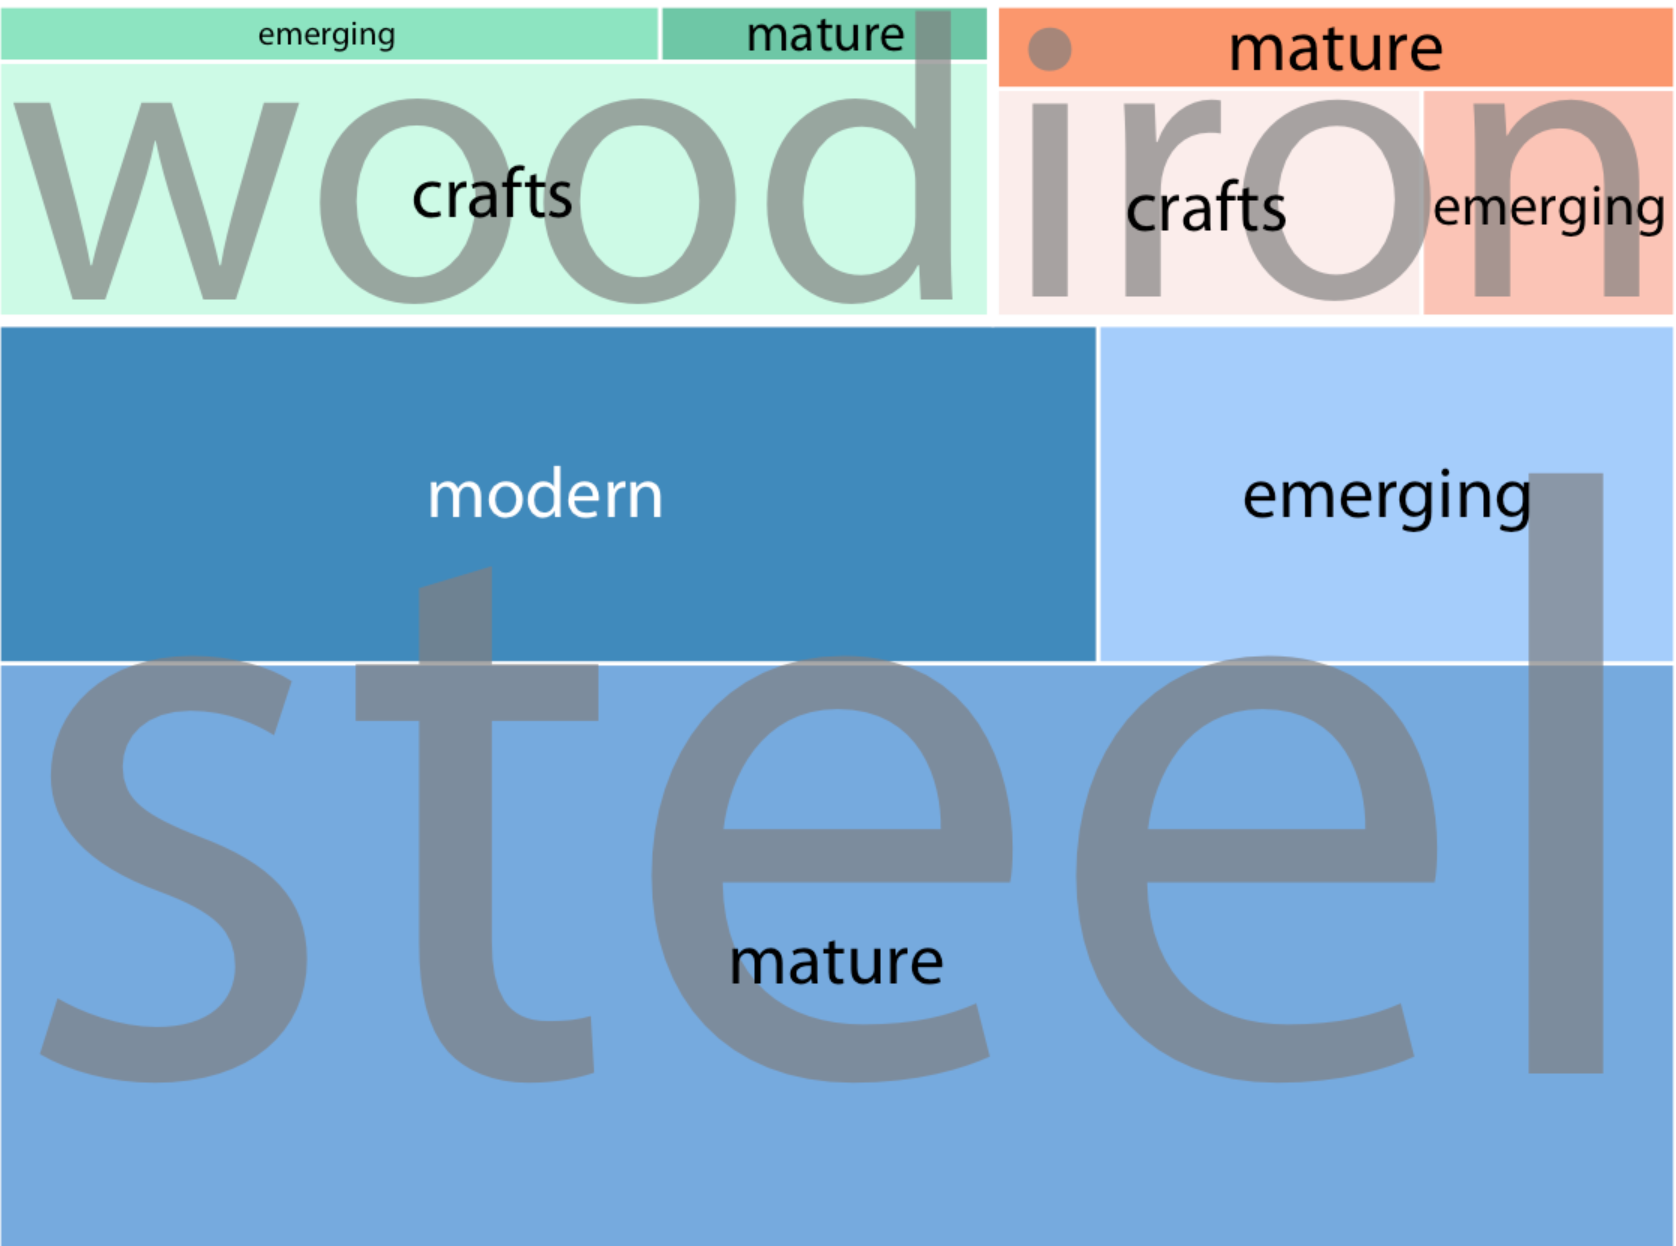 emerging
mature
wood
crafts
mature
iron
crafts
emerging
modern
emerging
steel
mature